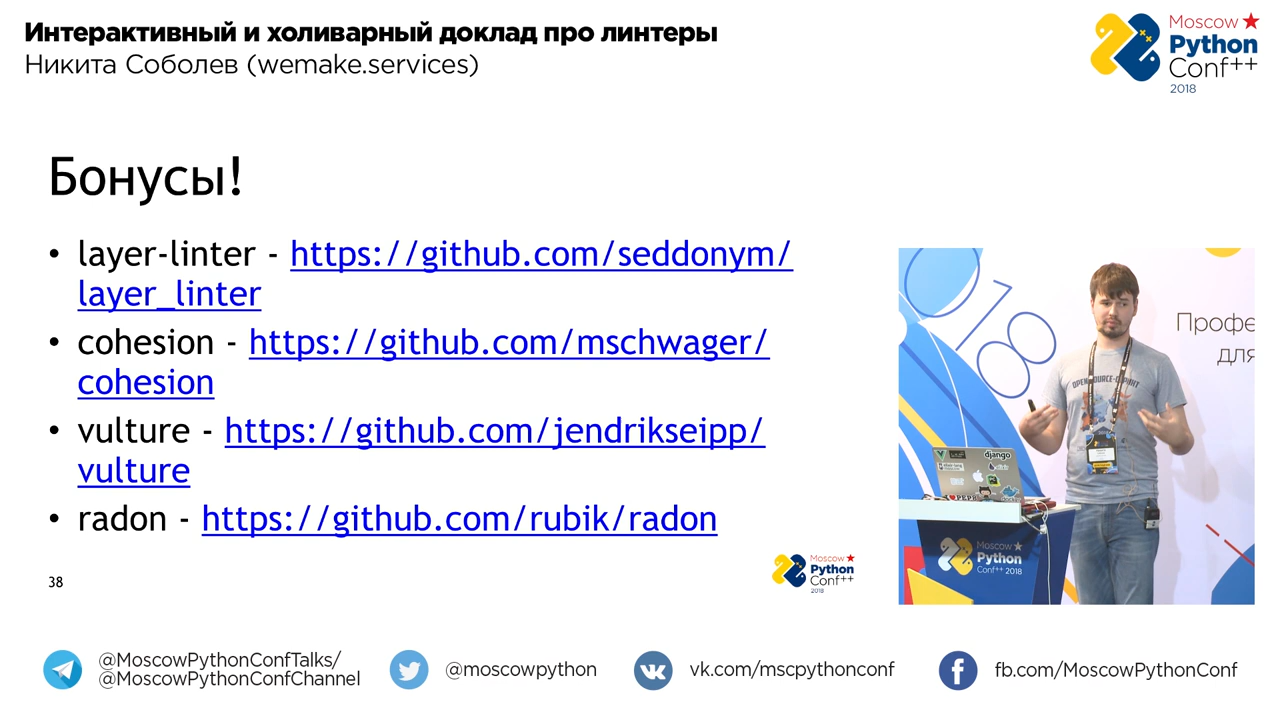 Интерактивный и холиварный доклад про линтеры
Никита Соболев (wemake.services)
Moscow
Python
Conf++
2018
Бонусы!
• layer-linter - https://github.com/seddonym/
layer_linter
• cohesion - https://github.com/mschwager/
cohesion
• vulture - https://github.com/jendrikseipp/
vulture
• radon - https://github.com/rubik/radon
38
Moscow
Python
Conf++
2018
2018
Профе
для
django
Moscow
Python
Conf++ 2018
@MoscowPythonConfTalks/
@MoscowPythonConfChannel
@moscowpython
vk.com/mscpythonconf
fb.com/MoscowPythonConf